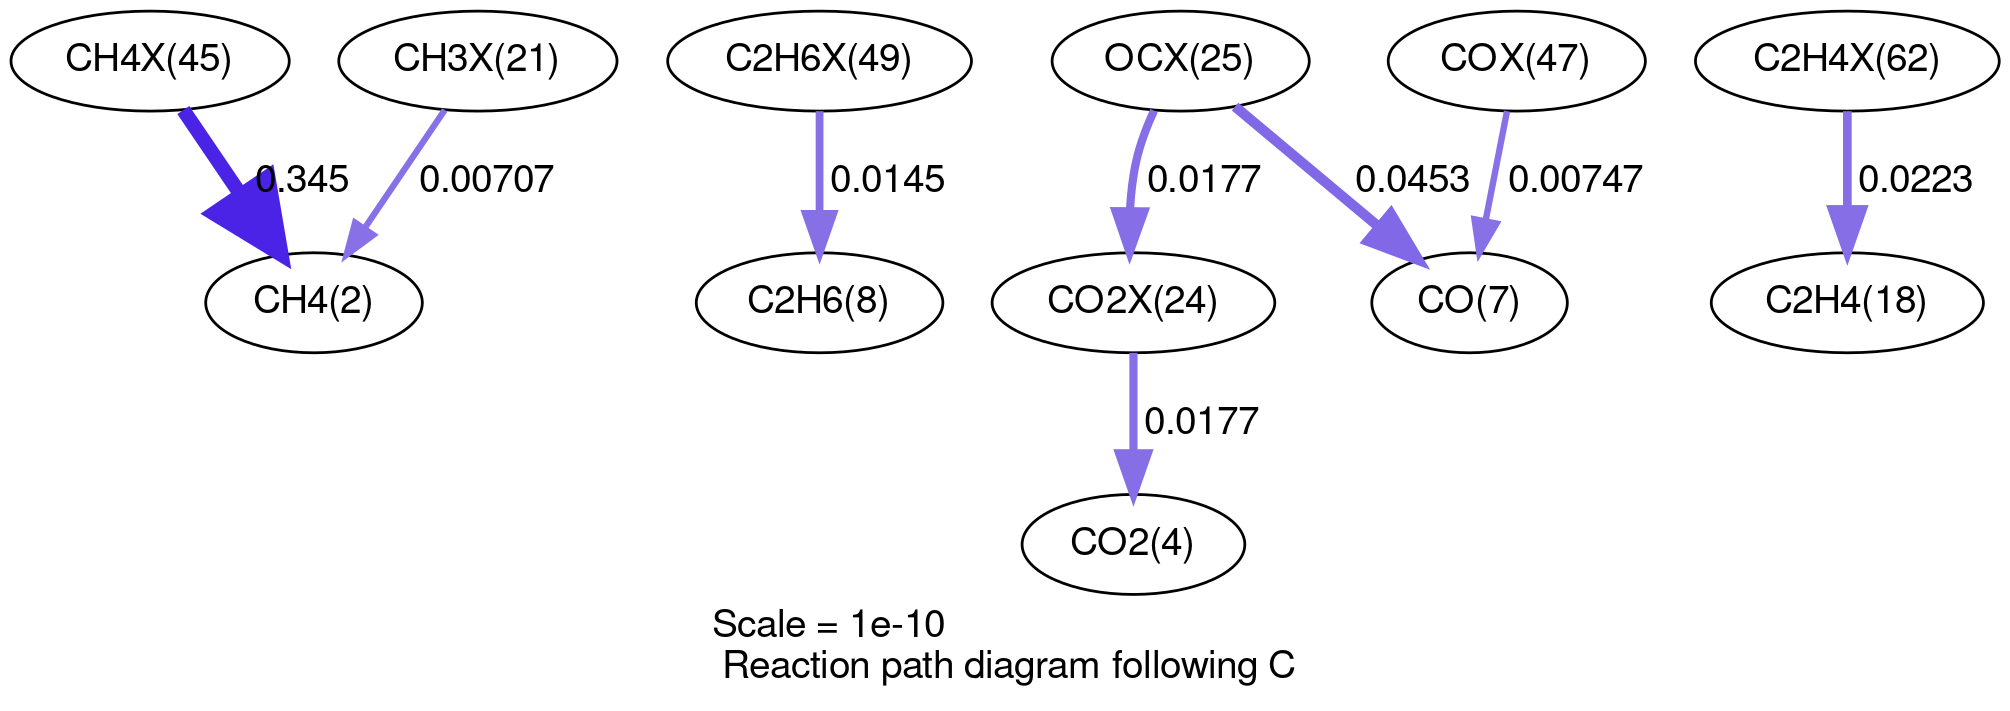 CH4X(45)
CH3X(21)
C2H6X(49)
OCX(25)
COX(47)
C2H4X(62)
0.345
0.00707
0.0145
0.0177
0.0453
0.00747
0.0223
CH4(2)
C2H6(8)
CO2X(24)
CO(7)
C2H4(18)
0.0177
CO2(4)
Scale = 1e-10
Reaction path diagram following C